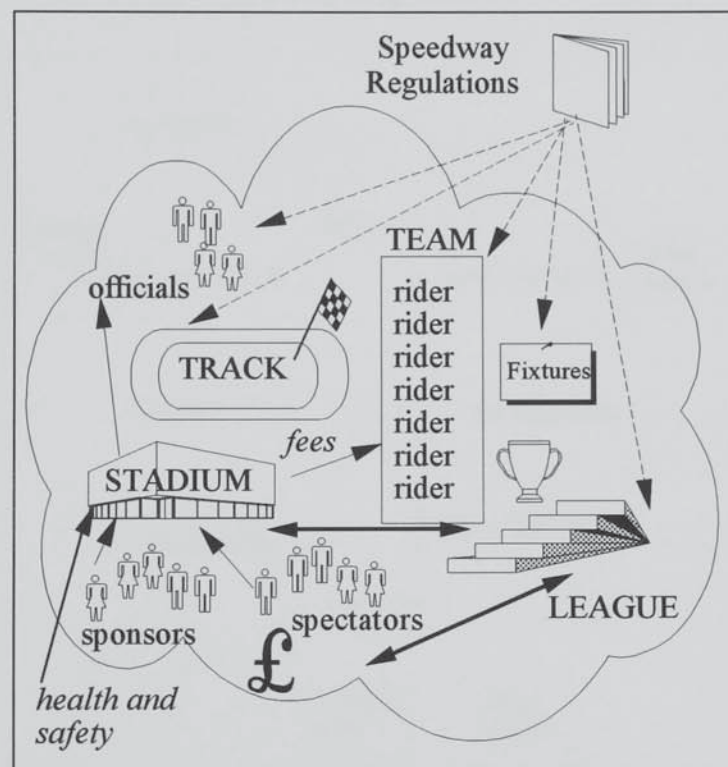 Speedway
Regulations
TEAM
officials
rider
rider
rider
rider
rider
rider
rider
TRACK
Fixtures
fees
STADIUM
sponsors
spectators
LEAGUE
£
health and
safety